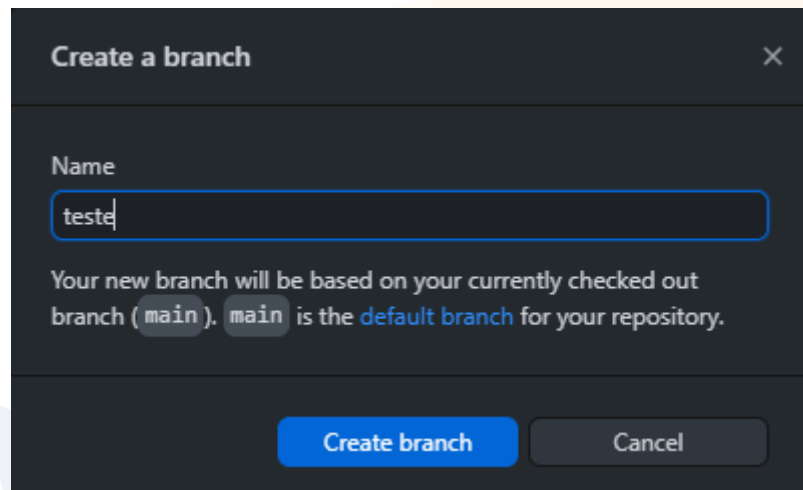 Create a branch
Name
teste
Your new branch will be based on your currently checked out
branch (main). main is the default branch for your repository.
Create branch
Cancel